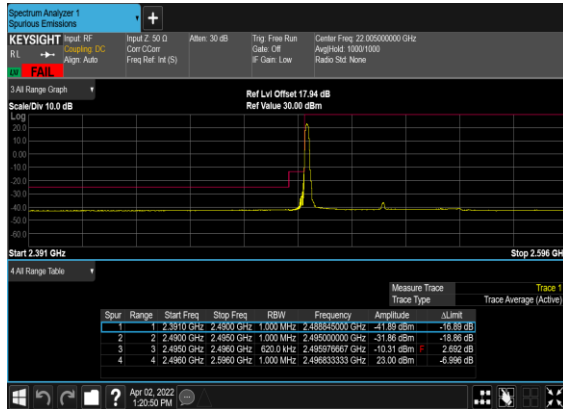 Spectrum Analyzer 1
Spurious Emissions
KEYSIGHT Input: RF Input Z: 50 Ω Atten: 30 dB Trig: Free Run Center Freq: 22.005000000 GHz
RL Coupling: DC Corr CCorr Gate: Off Avg|Hold: 1000/1000
Align: Auto Freq Ref: Int (S) IF Gain: Low Radio Std: None
FAIL
3 All Range Graph Ref Lvl Offset 17.94 dB
Scale/Div 10.0 dB Ref Value 30.00 dBm
Log
20.0
10.0
0.00
-10.0
-20.0
-30.0
-40.0
-50.0
-60.0
Start 2.391 GHz Stop 2.596 GH
4 All Range Table
Measure Trace Trace 1
Trace Type Trace Average (Active)
Spur Range Start Freq Stop Freq RBW Frequency Amplitude ΔLimit
1 1 2.3910 GHz 2.4900 GHz 1.000 MHz 2.488845000 GHz -41.89 dBm -16.89 dB
2 2 2.4900 GHz 2.4950 GHz 1.000 MHz 2.495000000 GHz -31.86 dBm -18.86 dB
3 3 2.4950 GHz 2.4960 GHz 620.0 kHz 2.495976667 GHz -10.31 dBm F 2.692 dB
4 4 2.4960 GHz 2.5960 GHz 1.000 MHz 2.496833333 GHz 23.00 dBm -6.996 dB
Apr 02, 2022
1:20:50 PM